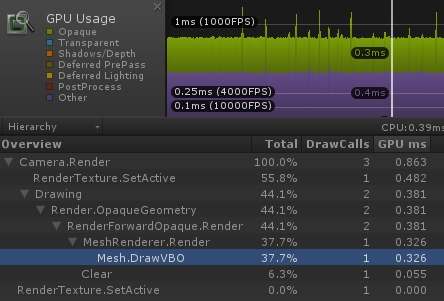 GPU Usage
Opaque
Transparent
Shadows/Depth
Deferred PrePass
Deferred Lighting
PostProcess
Other
1ms (1000FPS)
0.3ms
0.25ms (4000FPS)
0.4ms
0.1ms (10000FPS)
Hierarchy CPU:0.39m
Overview Total DrawCalls GPU ms
Camera.Render 100.0% 3 0.863
RenderTexture.SetActive 55.8% 1 0.482
Drawing 44.1% 2 0.381
Render.OpaqueGeometry 44.1% 2 0.381
RenderForwardOpaque.Render 44.1% 2 0.381
MeshRenderer.Render 37.7% 1 0.326
Mesh.DrawVBO 37.7% 1 0.326
Clear 6.3% 1 0.055
RenderTexture.SetActive 0.0% 1 0.000